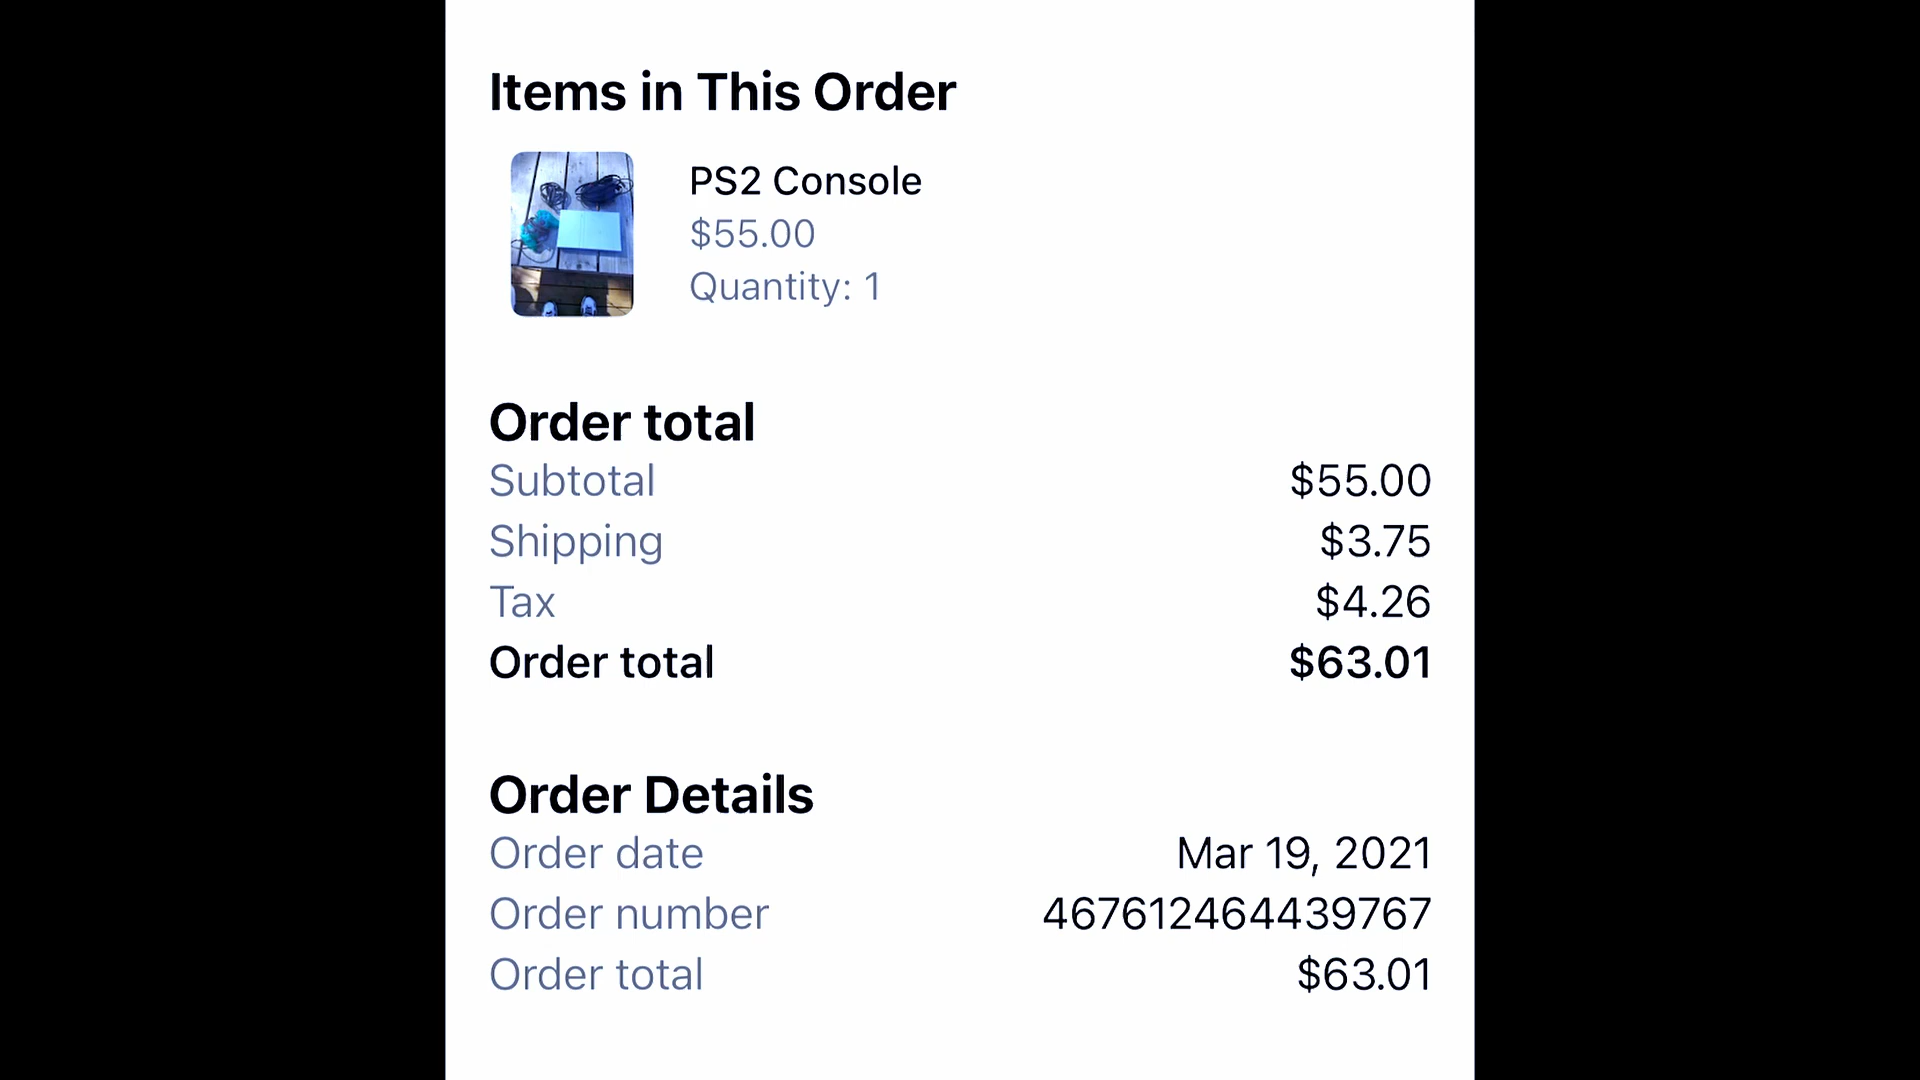 Items in This Order
PS2 Console
$55.00
Quantity: 1
Order total
Subtotal $55.00
Shipping $3.75
Tax $4.26
Order total $63.01
Order Details
Order date Mar 19, 2021
Order number 467612464439767
Order total $63.01